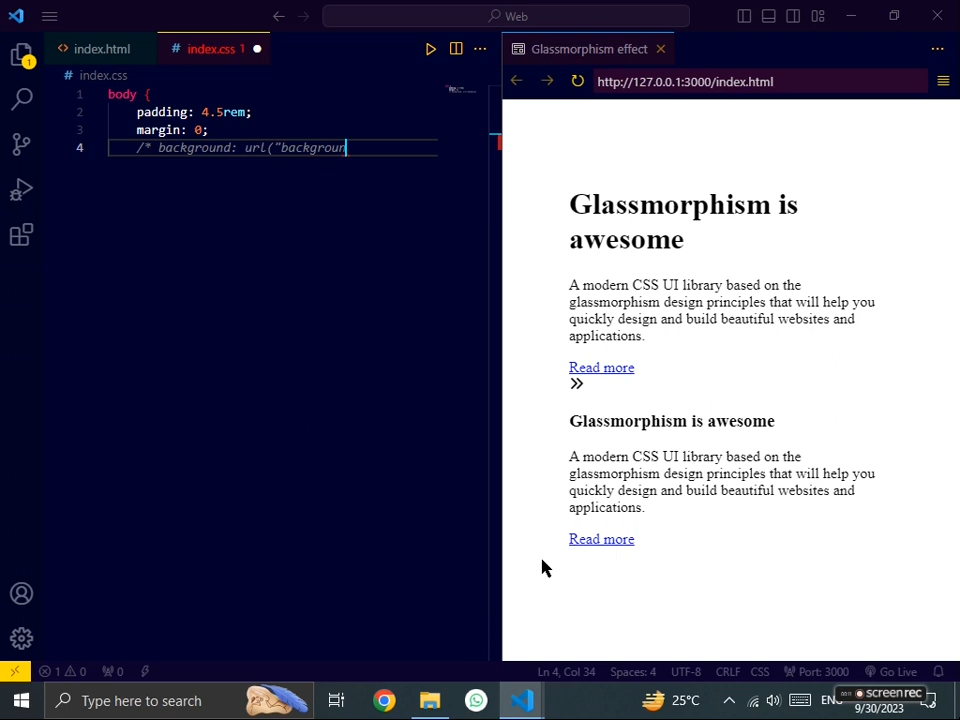 Web
index.html
# index.css 1
Glassmorphism effect
# index.css
http://127.0.0.1:3000/index.html
1 body {
2 padding: 4.5rem;
3 margin: 0;
4 /* background: url("backgroun
Glassmorphism is
awesome
A modern CSS UI library based on the
glassmorphism design principles that will help you
quickly design and build beautiful websites and
applications.
Read more
Glassmorphism is awesome
A modern CSS UI library based on the
glassmorphism design principles that will help you
quickly design and build beautiful websites and
applications.
Read more
1
1 0 0 Ln 4, Col 34 Spaces: 4 UTF-8 CRLF CSS Port: 3000 Go Live
Type here to search
25°C
screenrec
9/30/2023